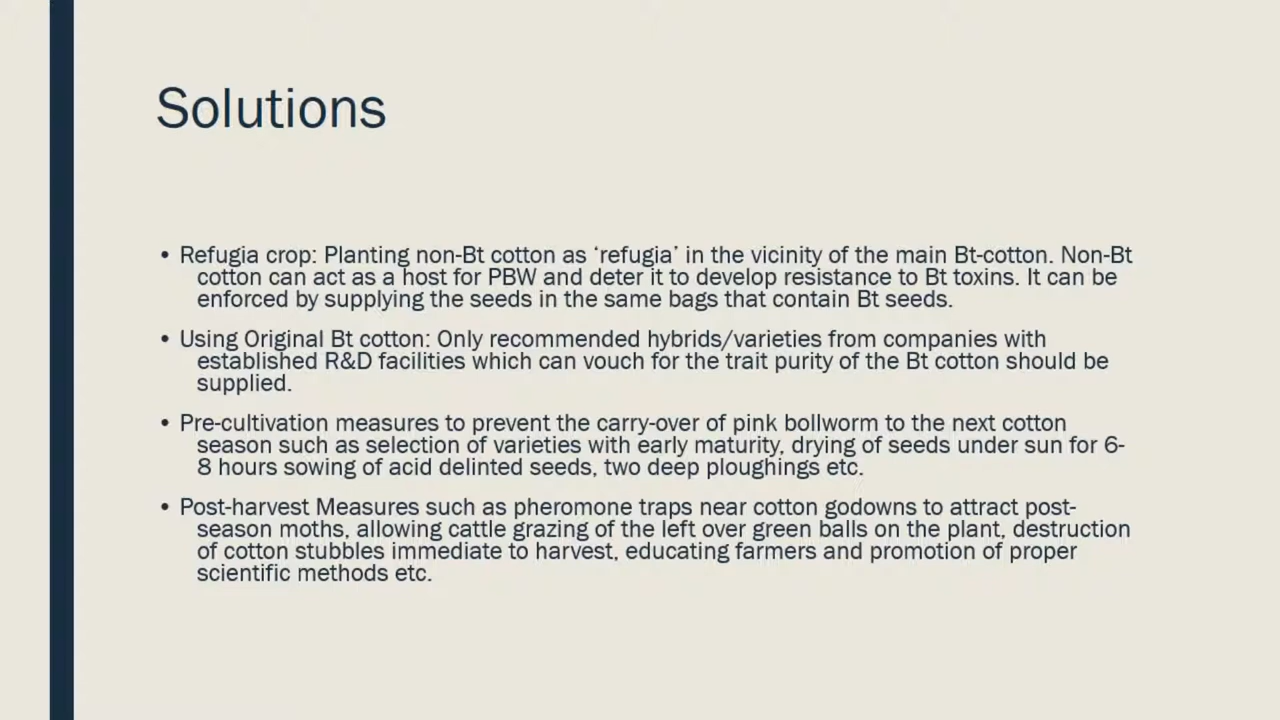 Solutions
• Refugia crop: Planting non-Bt cotton as ‘refugia’ in the vicinity of the main Bt-cotton. Non-Bt
cotton can act as a host for PBW and deter it to develop resistance to Bt toxins. It can be
enforced by supplying the seeds in the same bags that contain Bt seeds.
• Using Original Bt cotton: Only recommended hybrids/varieties from companies with
established R&D facilities which can vouch for the trait purity of the Bt cotton should be
supplied.
• Pre-cultivation measures to prevent the carry-over of pink bollworm to the next cotton
season such as selection of varieties with early maturity, drying of seeds under sun for 6-
8 hours sowing of acid delinted seeds, two deep ploughings etc.
• Post-harvest Measures such as pheromone traps near cotton godowns to attract post-
season moths, allowing cattle grazing of the left over green balls on the plant, destruction
of cotton stubbles immediate to harvest, educating farmers and promotion of proper
scientific methods etc.